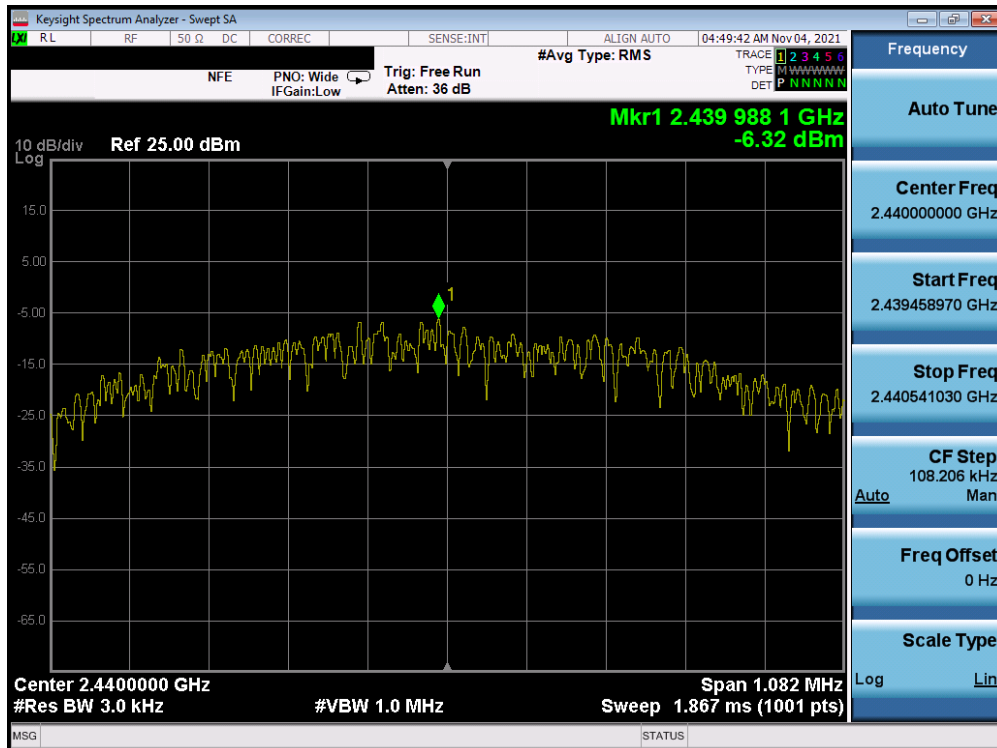 Keysight Spectrum Analyzer - Swept SA
LXI RL RF 50 Ω DC CORREC SENSE:INT ALIGN AUTO 04:49:42 AM Nov 04, 2021
NFE PNO: Wide Trig: Free Run #Avg Type: RMS TRACE 1 2 3 4 5 6
IFGain:Low Atten: 36 dB TYPE M WWWWW
DET P N N N N N
Mkr1 2.439 988 1 GHz
-6.32 dBm
10 dB/div Ref 25.00 dBm
Log
15.0
5.00
1
-5.00
-15.0
-25.0
-35.0
-45.0
-55.0
-65.0
Center 2.4400000 GHz Span 1.082 MHz
#Res BW 3.0 kHz #VBW 1.0 MHz Sweep 1.867 ms (1001 pts)
MSG STATUS
Frequency
Auto Tune
Center Freq
2.440000000 GHz
Start Freq
2.439458970 GHz
Stop Freq
2.440541030 GHz
CF Step
108.206 kHz
Auto Man
Freq Offset
0 Hz
Scale Type
Log Lin